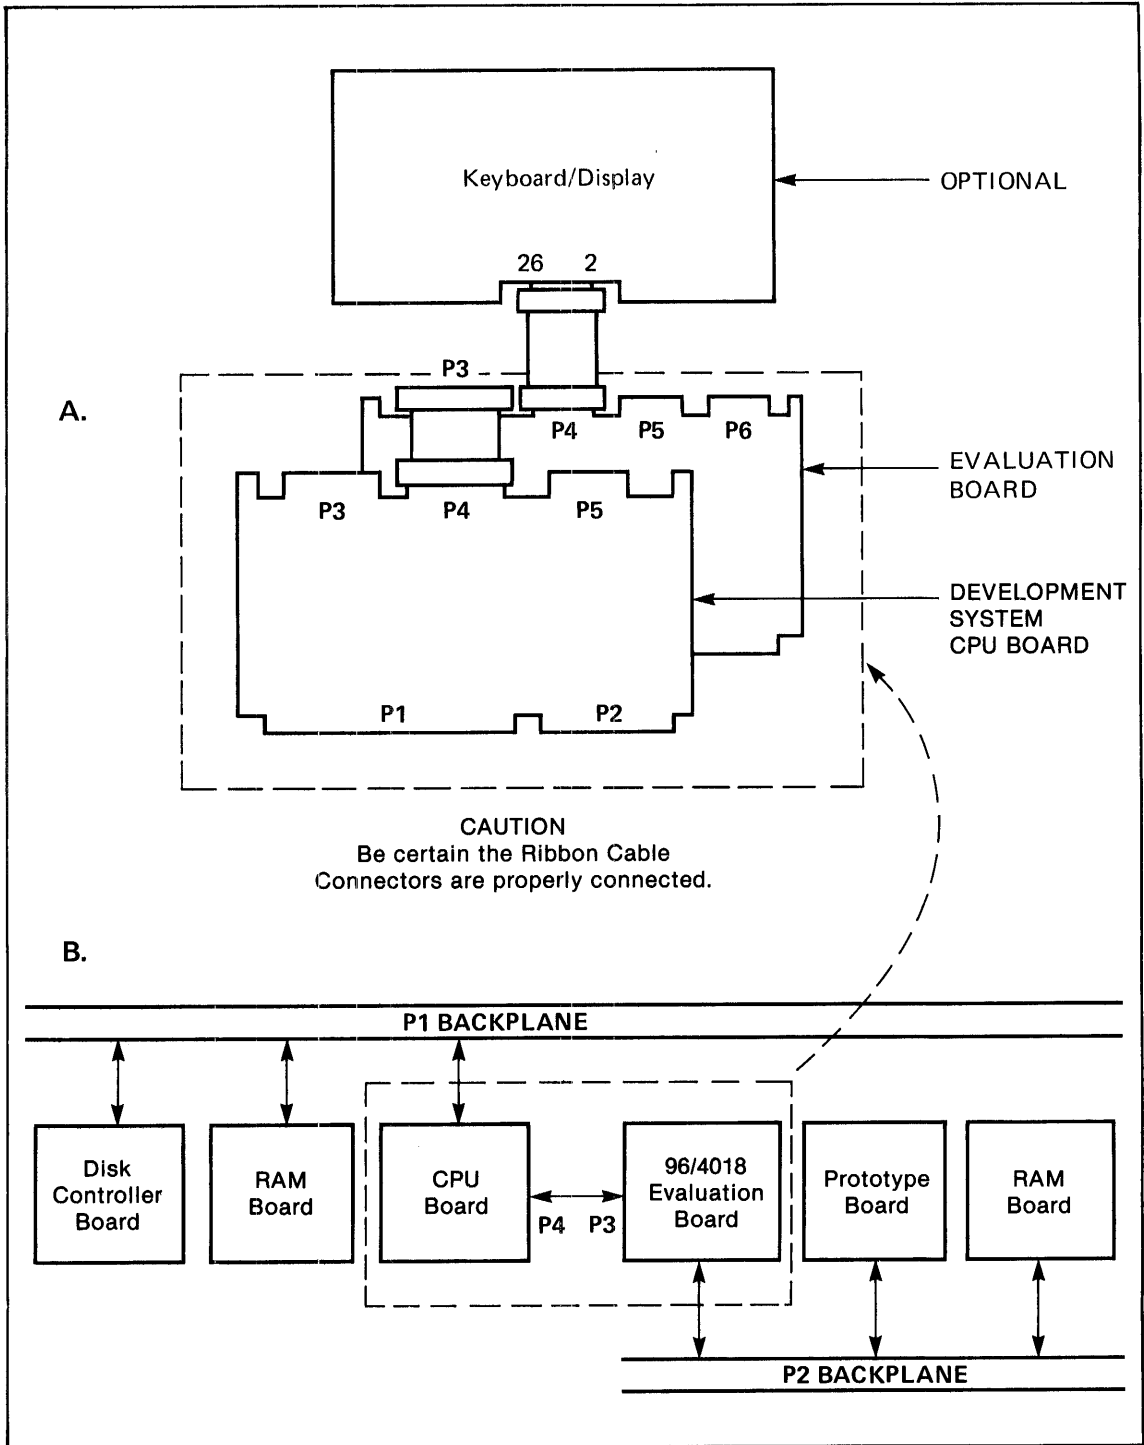 Keyboard/Display
OPTIONAL
26 2
P3
A.
P4 P5 P6
EVALUATION
BOARD
P3 P4 P5
DEVELOPMENT
SYSTEM
CPU BOARD
P1 P2
CAUTION
Be certain the Ribbon Cable
Connectors are properly connected.
B.
P1 BACKPLANE
Disk
Controller
Board
RAM
Board
CPU
Board
P4 P3
96/4018
Evaluation
Board
Prototype
Board
RAM
Board
P2 BACKPLANE